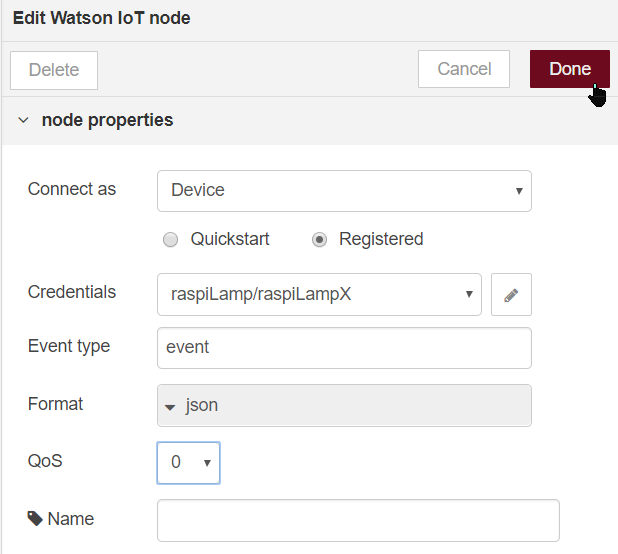 Edit Watson IoT node
Delete Cancel Done
node properties
Connect as Device
Quickstart Registered
Credentials raspiLamp/raspiLampX
Event type event
Format json
QoS 0
Name